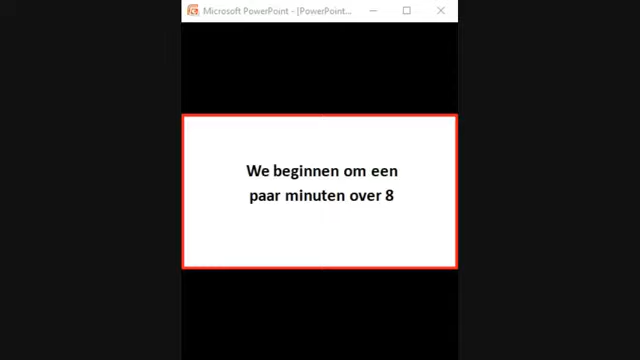 Microsoft PowerPoint - [PowerPoint...
We beginnen om een
paar minuten over 8